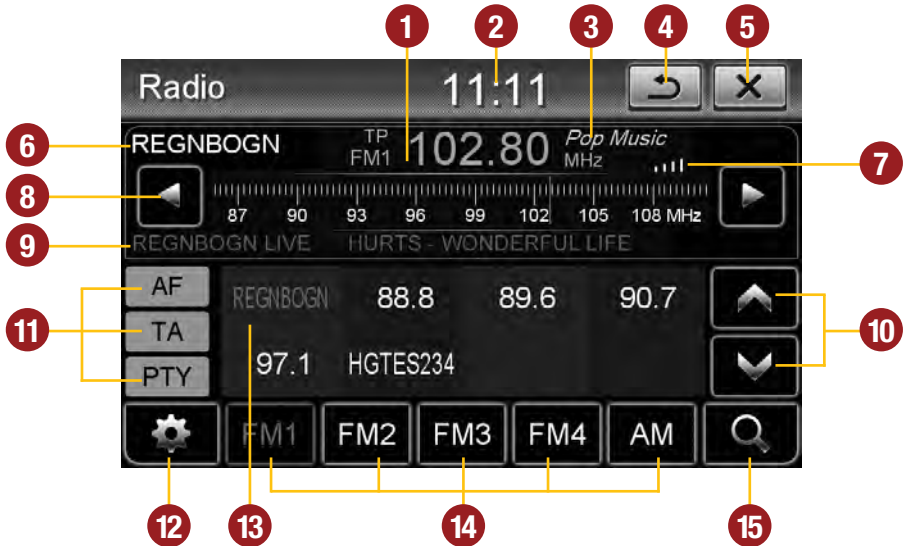 1 2 3 4 5
Radio 11:11
6 REGNBOGN TP FM1 102.80 MHz Pop Music 7
8 87 90 93 96 99 102 105 108 MHz
9 REGNBOGN LIVE HURTS - WONDERFUL LIFE
AF REGNBOGN 88.8 89.6 90.7
11 TA 10
PTY 97.1 HGTES234
FM1 FM2 FM3 FM4 AM
12 13 14 15